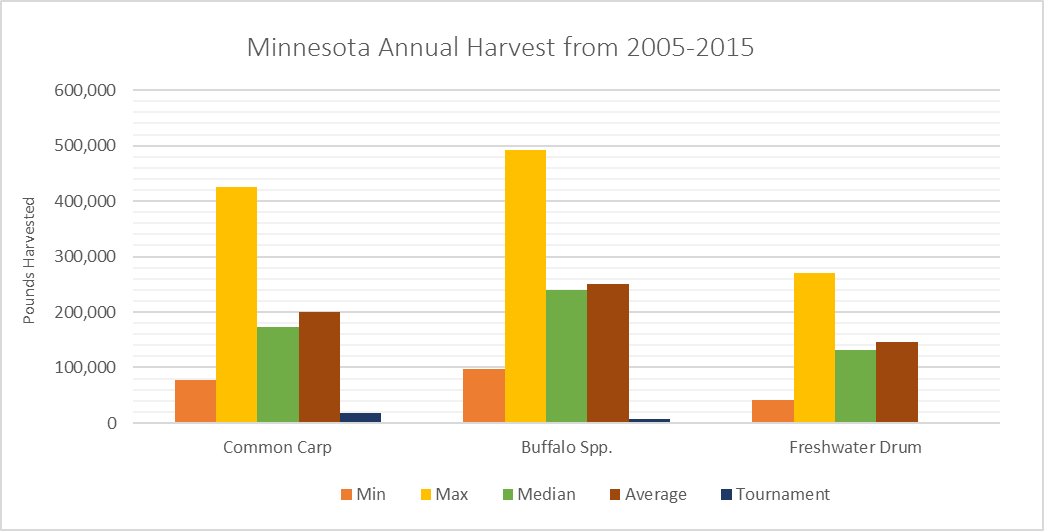 Minnesota Annual Harvest from 2005-2015
600,000
500,000
400,000
300,000
200,000
100,000
0
Pounds Harvested
Common Carp Buffalo Spp. Freshwater Drum
Min Max Median Average Tournament